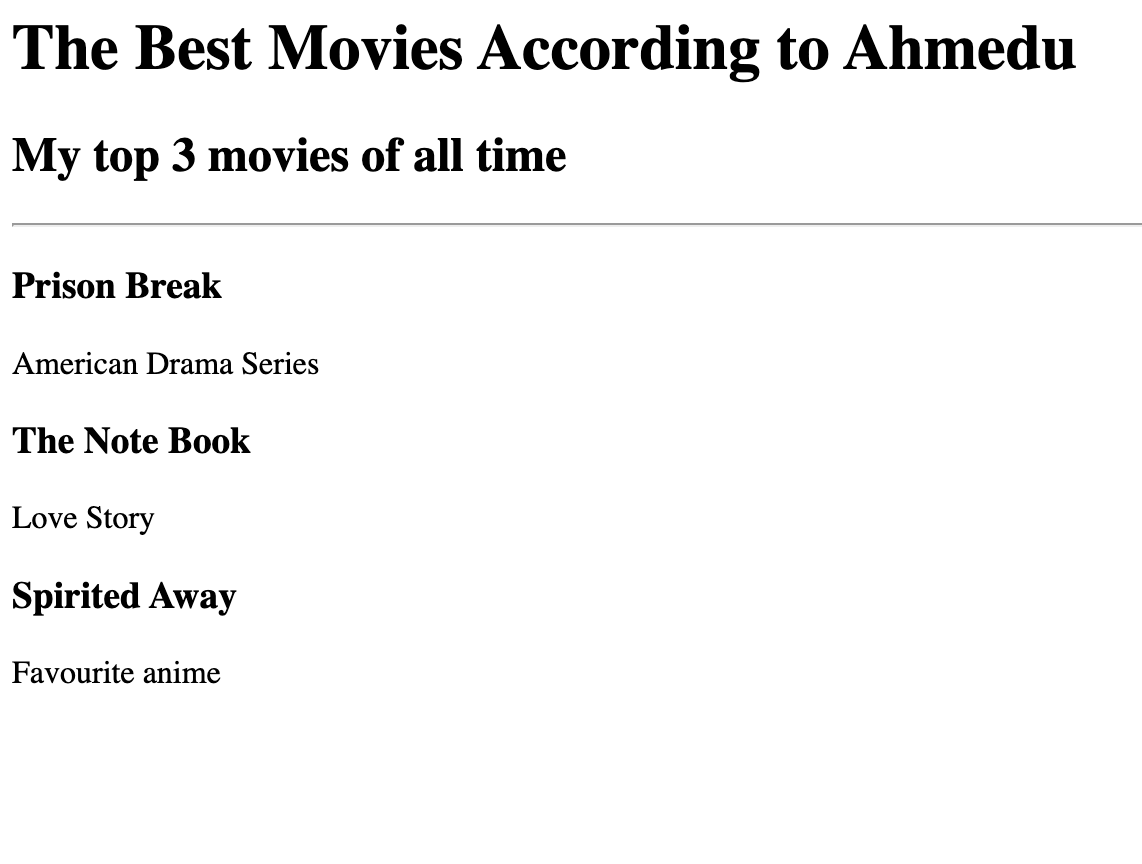 The Best Movies According to Ahmedu
My top 3 movies of all time
Prison Break
American Drama Series
The Note Book
Love Story
Spirited Away
Favourite anime